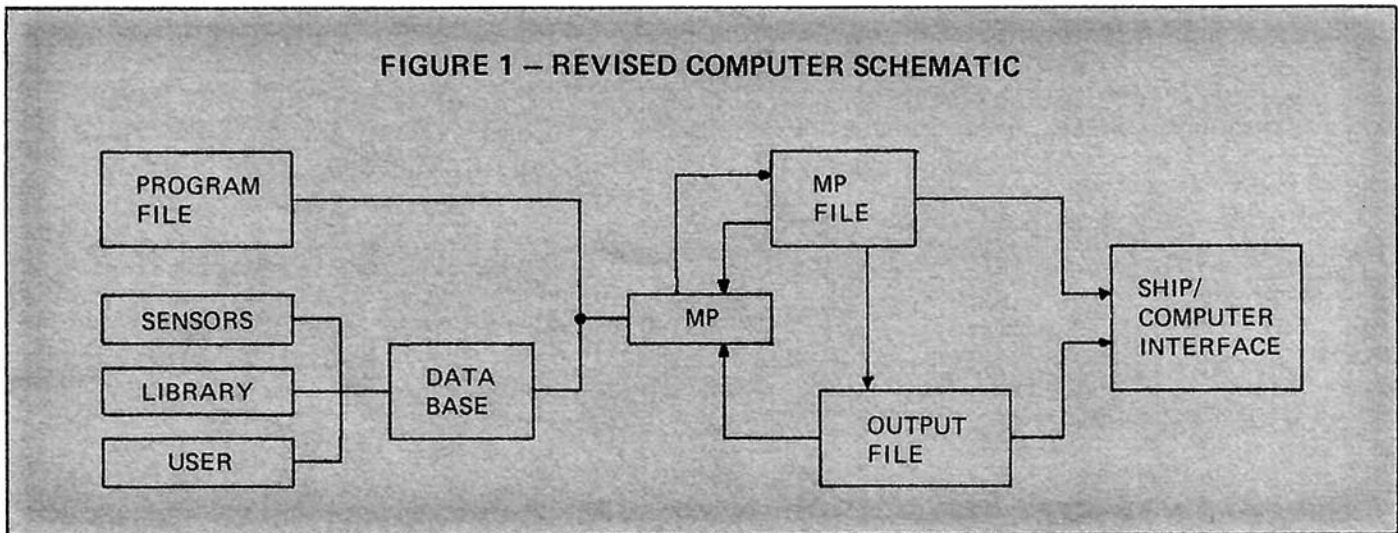 FIGURE 1 – REVISED COMPUTER SCHEMATIC
PROGRAM
FILE
SENSORS
LIBRARY
USER
DATA
BASE
MP
MP
FILE
OUTPUT
FILE
SHIP/
COMPUTER
INTERFACE